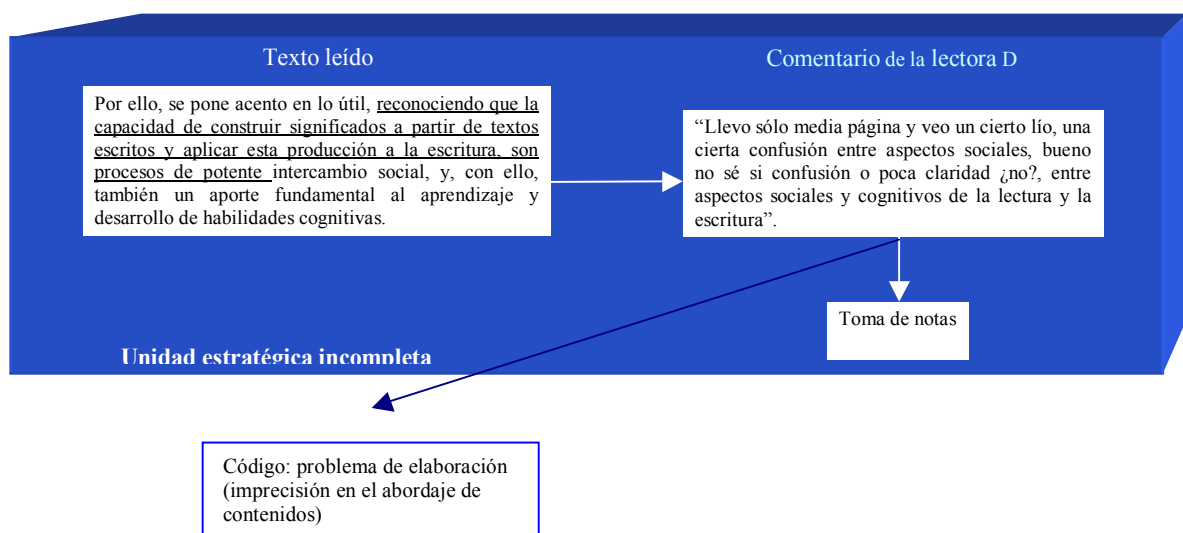 Texto leído
Por ello, se pone acento en lo útil, reconociendo que la
capacidad de construir significados a partir de textos
escritos y aplicar esta producción a la escritura, son
procesos de potente intercambio social, y, con ello,
también un aporte fundamental al aprendizaje y
desarrollo de habilidades cognitivas.
Comentario de la lectora D
“Llevo sólo media página y veo un cierto lío, una
cierta confusión entre aspectos sociales, bueno
no sé si confusión o poca claridad ¿no?, entre
aspectos sociales y cognitivos de la lectura y la
escritura”.
Toma de notas
Unidad estratégica incompleta
Código: problema de elaboración
(imprecisión en el abordaje de
contenidos)